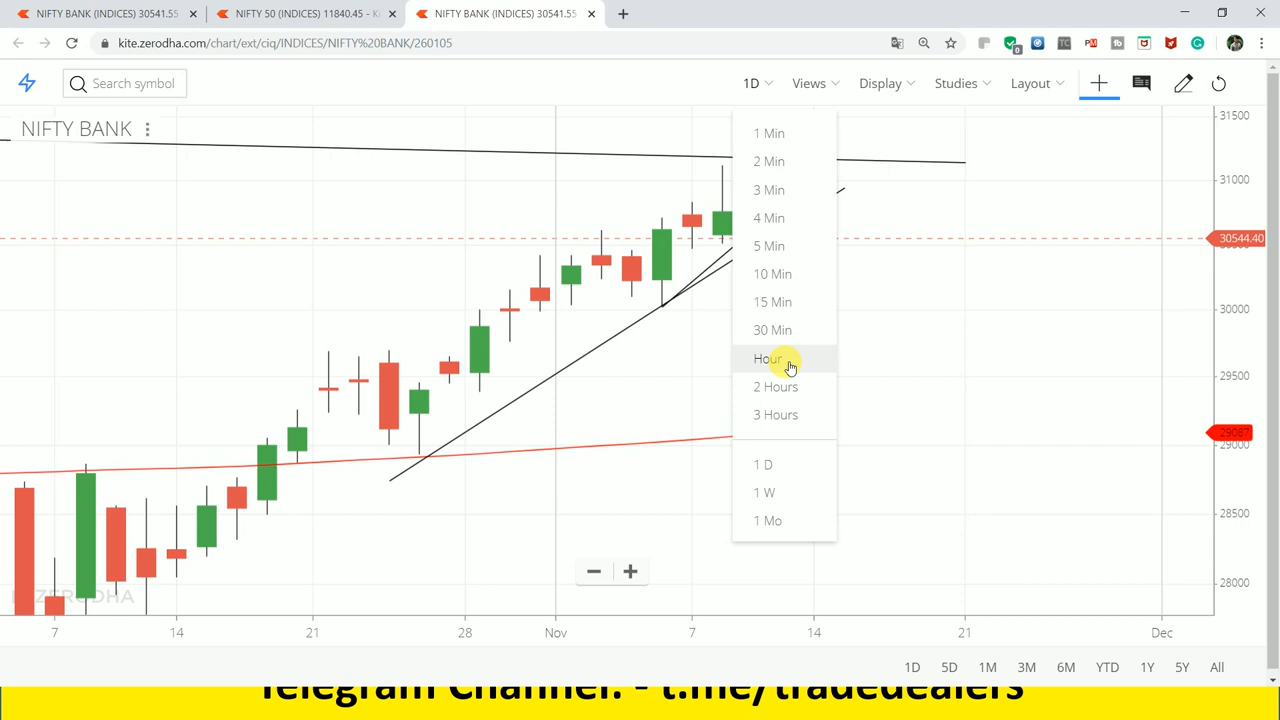 NIFTY BANK (INDICES) 30541.55
NIFTY 50 (INDICES) 11840.45 - Ki
NIFTY BANK (INDICES) 30541.55
kite.zerodha.com/chart/ext/ciq/INDICES/NIFTY%20BANK/260105
Search symbol
1D
Views
Display
Studies
Layout
NIFTY BANK
1 Min
2 Min
3 Min
4 Min
5 Min
10 Min
15 Min
30 Min
Hour
2 Hours
3 Hours
1 D
1 W
1 Mo
31500
31000
30544.40
30000
29500
29087
29000
28500
28000
ZERODHA
7
14
21
28
Nov
7
14
21
Dec
1D
5D
1M
3M
6M
YTD
1Y
5Y
All
Telegram Channel: - t.me/tradedealers